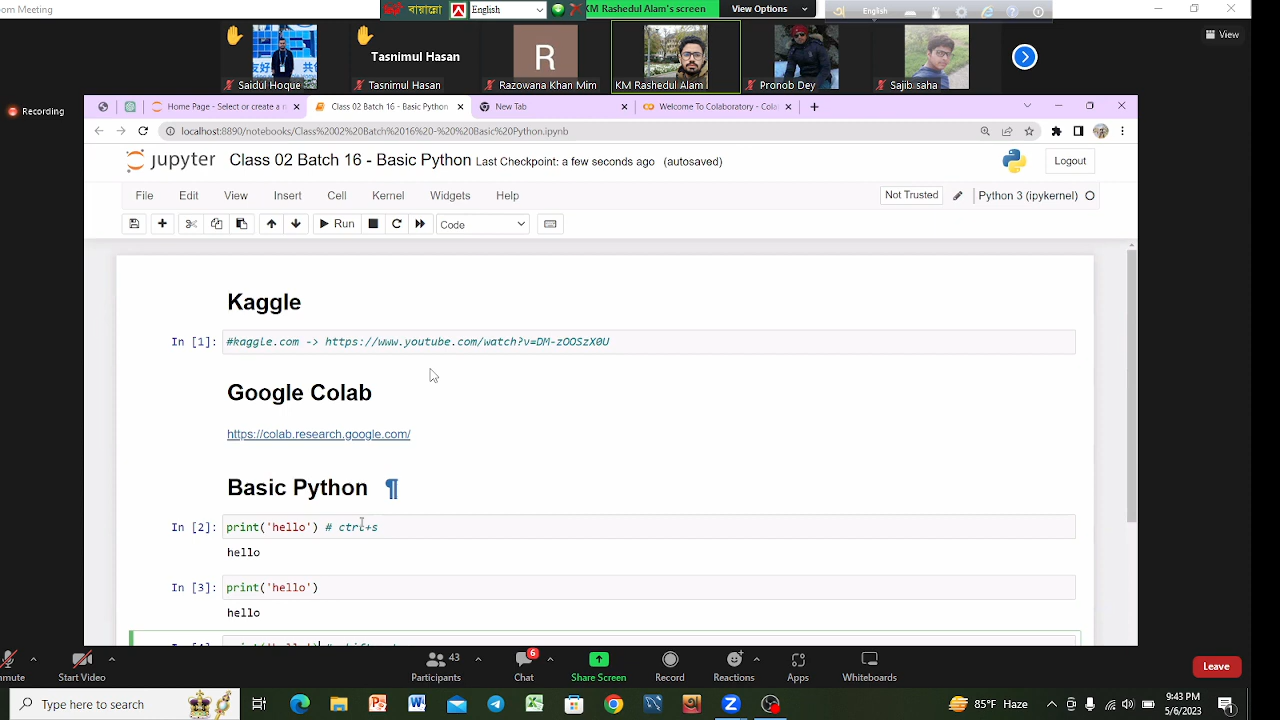 oom Meeting
বায়ান্নো
English
KM Rashedul Alam's screen
View Options
English
Saidul Hoque
Tasnimul Hasan
Tasnimul Hasan
R
Razowana Khan Mim
KM Rashedul Alam
Pronob Dey
Sajib saha
View
Recording
Home Page - Select or create a n
Class 02 Batch 16 - Basic Python
New Tab
Welcome To Colaboratory - Cola
localhost:8890/notebooks/Class%2002%20Batch%2016%20-%20%20Basic%20Python.ipynb
jupyter Class 02 Batch 16 - Basic Python Last Checkpoint: a few seconds ago (autosaved)
Logout
File Edit View Insert Cell Kernel Widgets Help
Not Trusted
Python 3 (ipykernel)
Run
Code
Kaggle
In [1]: #kaggle.com -> https://www.youtube.com/watch?v=DM-zOOSzX0U
Google Colab
https://colab.research.google.com/
Basic Python ¶
In [2]: print('hello') # ctrl+s
hello
In [3]: print('hello')
hello
43
6
mute
Start Video
Participants
Chat
Share Screen
Record
Reactions
Apps
Whiteboards
Leave
Type here to search
85°F Haze
9:43 PM
5/6/2023
1